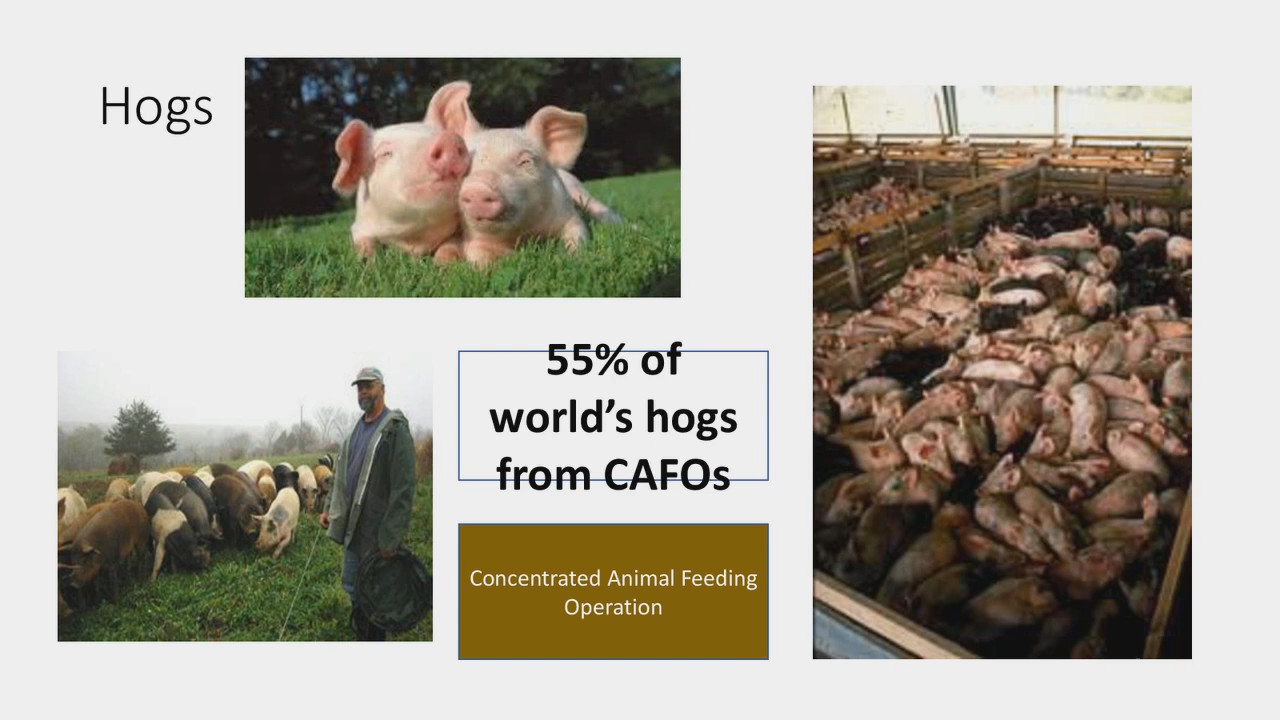 Hogs
55% of
world’s hogs
from CAFOs
Concentrated Animal Feeding
Operation